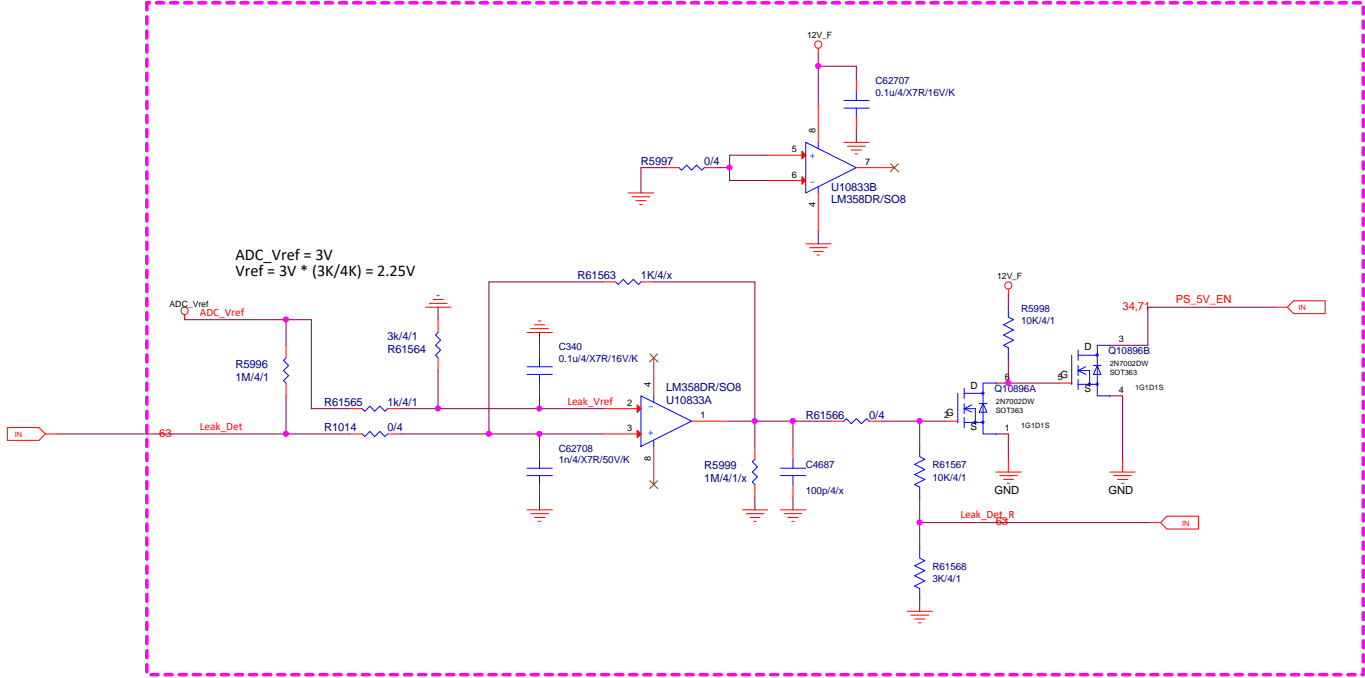 12V_F
C62707
0.1u/4/X7R/16V/K
8
R5997
0/4
5
+
7
6
−
U10833B
LM358DR/SO8
4
ADC_Vref = 3V
Vref = 3V * (3K/4K) = 2.25V
R61563
1K/4/x
12V_F
ADC_Vref
ADC_Vref
34,71
PS_5V_EN
IN
R5998
10K/4/1
3k/4/1
R61564
C340
0.1u/4/X7R/16V/K
3
D
Q10896B
2N7002DW
SOT363
R5996
1M/4/1
4
LM358DR/SO8
U10833A
5
G
S
1G1D1S
4
6
D
Q10896A
2N7002DW
SOT363
R61565
1k/4/1
Leak_Vref
2
−
1
R61566
0/4
2
G
S
1G1D1S
1
IN
63
Leak_Det
R1014
0/4
3
+
8
C62708
1n/4/X7R/50V/K
R5999
1M/4/1/x
C4687
100p/4/x
R61567
10K/4/1
GND
GND
Leak_Det_R
63
IN
R61568
3K/4/1